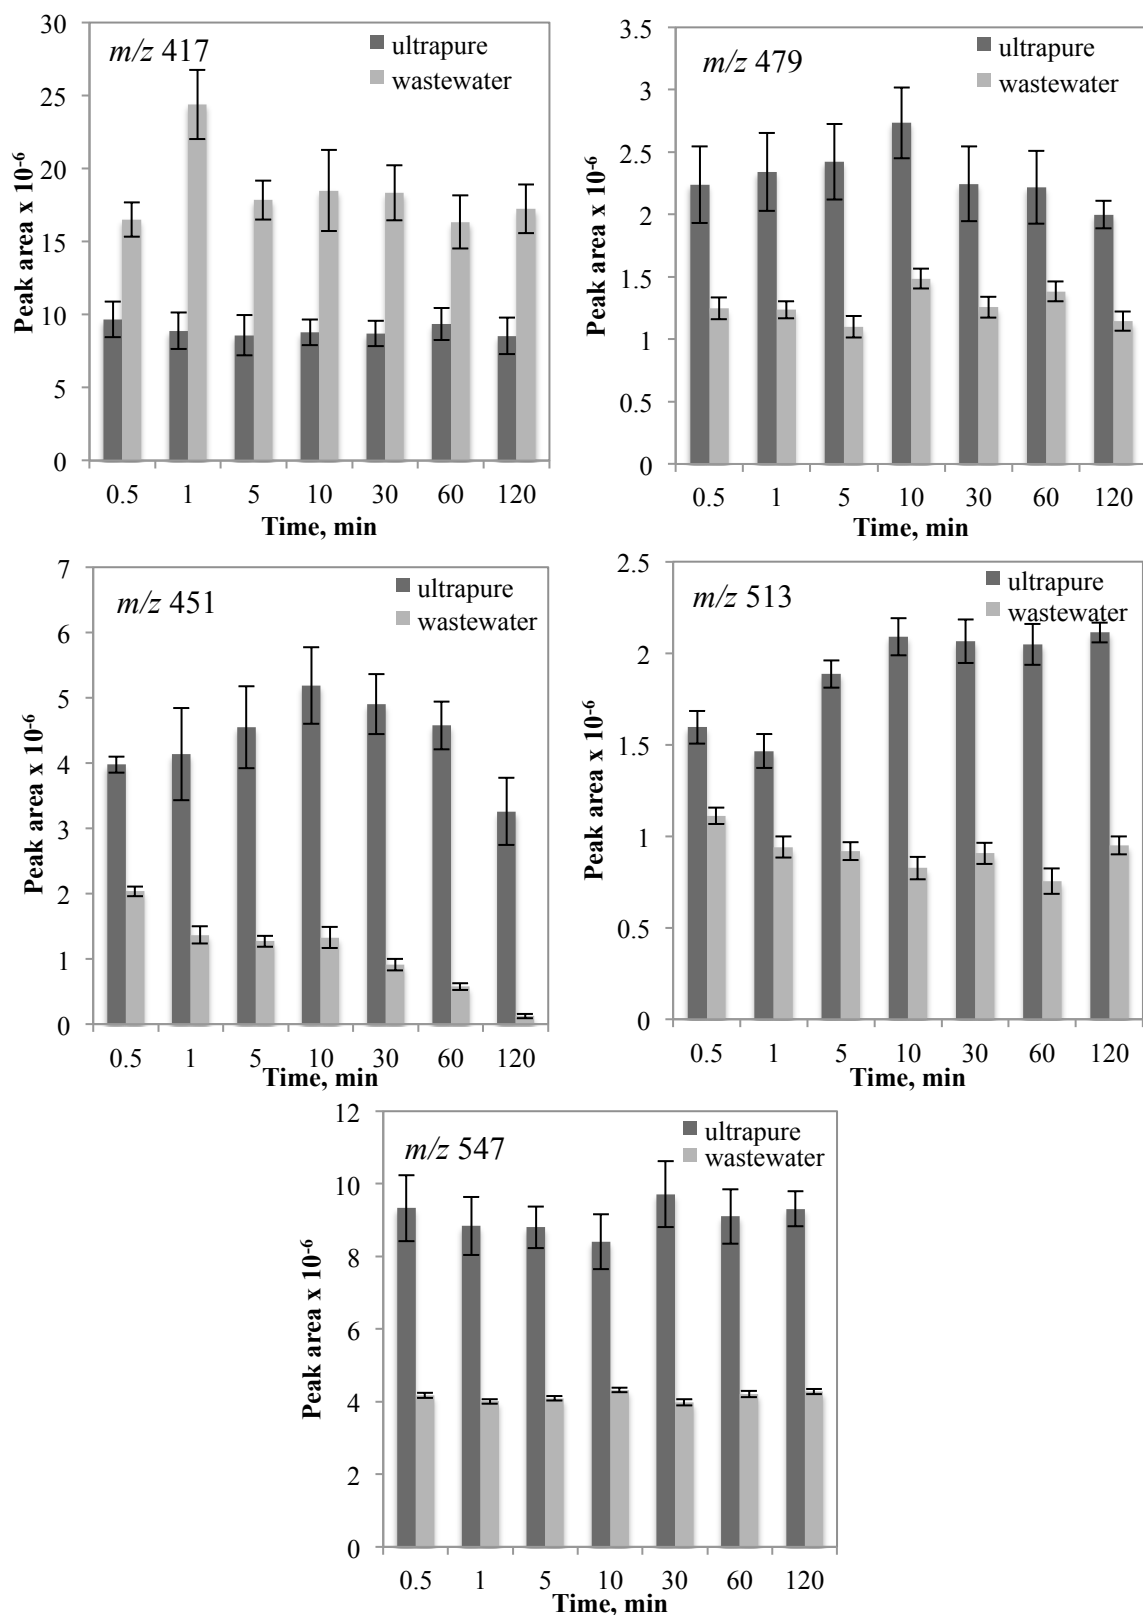 m/z 417
ultrapure
wastewater
Peak area x 10-6
30
25
20
15
10
5
0
0.5 1 5 10 30 60 120
Time, min
m/z 479
ultrapure
wastewater
Peak area x 10-6
3.5
3
2.5
2
1.5
1
0.5
0
0.5 1 5 10 30 60 120
Time, min
m/z 451
ultrapure
wastewater
Peak area x 10-6
7
6
5
4
3
2
1
0
0.5 1 5 10 30 60 120
Time, min
m/z 513
ultrapure
wastewater
Peak area x 10-6
2.5
2
1.5
1
0.5
0
0.5 1 5 10 30 60 120
Time, min
m/z 547
ultrapure
wastewater
Peak area x 10-6
12
10
8
6
4
2
0
0.5 1 5 10 30 60 120
Time, min